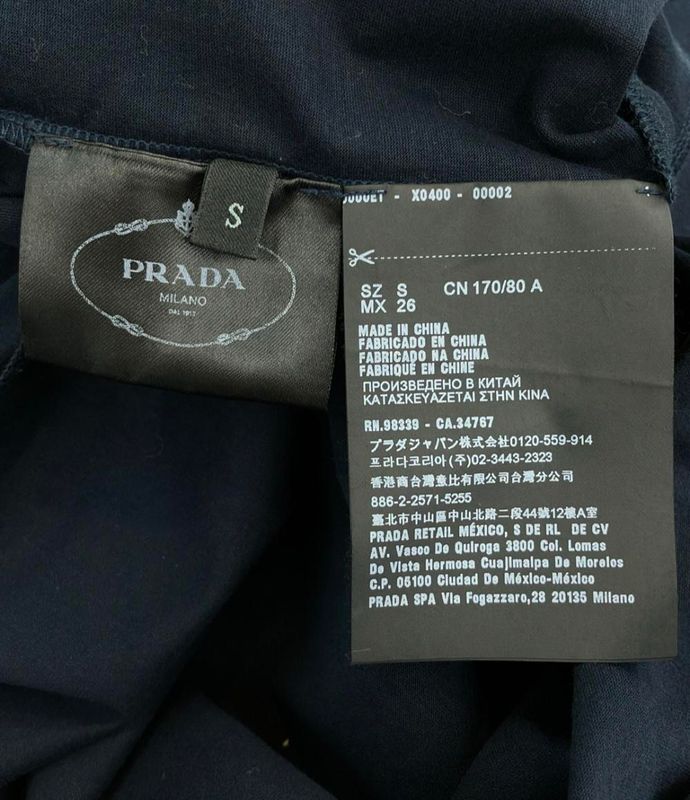 PRADA
MILANO
DAL 1913
S
X0400 - 00002
SZ S CN 170/80 A
MX 26
MADE IN CHINA
FABRICADO EN CHINA
FABRICADO NA CHINA
FABRIQUÉ EN CHINE
ПРОИЗВЕДЕНО В КИТАЙ
ΚΑΤΑΣΚΕΥΑΖΕΤΑΙ ΣΤΗΝ ΚΙΝΑ
RN.98339 - CA.34767
プラダジャパン株式会社0120-559-914
프라다코리아(주)02-3443-2323
香港商台灣意比有限公司台灣分公司
886-2-2571-5255
臺北市中山區中山北路二段44號12樓A室
PRADA RETAIL MÉXICO, S DE RL DE CV
AV. Vasco De Quiroga 3800 Col. Lomas
De Vista Hermosa Cuajimalpa De Morelos
C.P. 05100 Ciudad De México-México
PRADA SPA Via Fogazzaro,28 20135 Milano